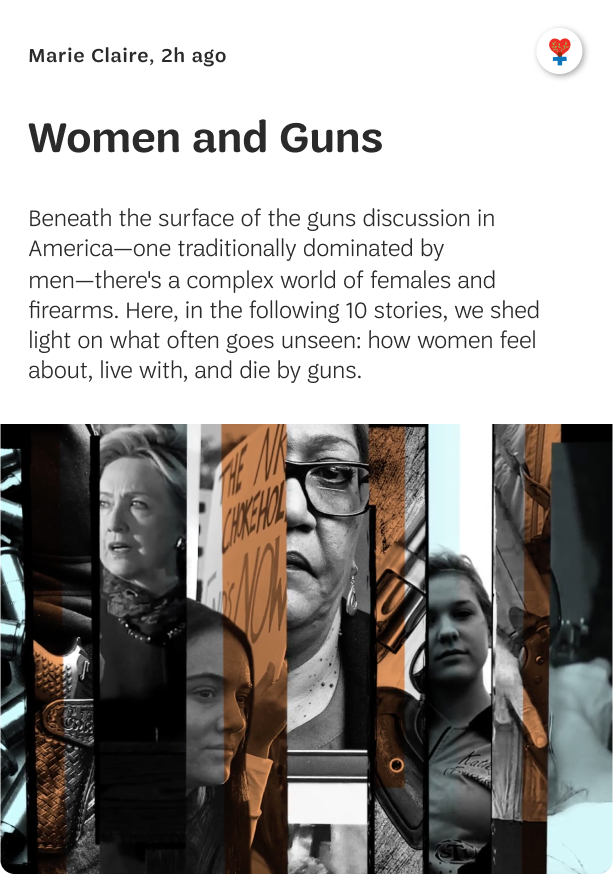 Marie Claire, 2h ago
Women and Guns
Beneath the surface of the guns discussion in
America—one traditionally dominated by
men—there's a complex world of females and
firearms. Here, in the following 10 stories, we shed
light on what often goes unseen: how women feel
about, live with, and die by guns.
THE NR
CHOKEHOL
NDS NOW